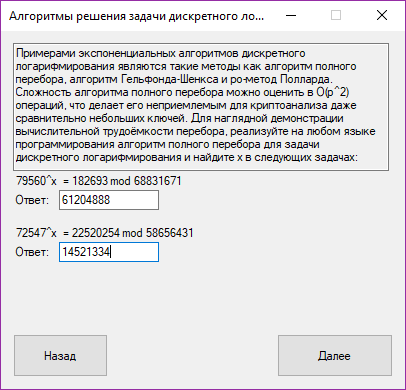 Алгоритмы решения задачи дискретного ло...
Примерами экспоненциальных алгоритмов дискретного
логарифмирования являются такие методы как алгоритм полного
перебора, алгоритм Гельфонда-Шенкса и ро-метод Полларда.
Сложность алгоритма полного перебора можно оценить в O(p^2)
операций, что делает его неприемлемым для криптоанализа даже
сравнительно небольших ключей. Для наглядной демонстрации
вычислительной трудоёмкости перебора, реализуйте на любом языке
программирования алгоритм полного перебора для задачи
дискретного логарифмирования и найдите x в следующих задачах:
79560^x = 182693 mod 68831671
Ответ: 61204888
72547^x = 22520254 mod 58656431
Ответ: 14521334
Назад Далее